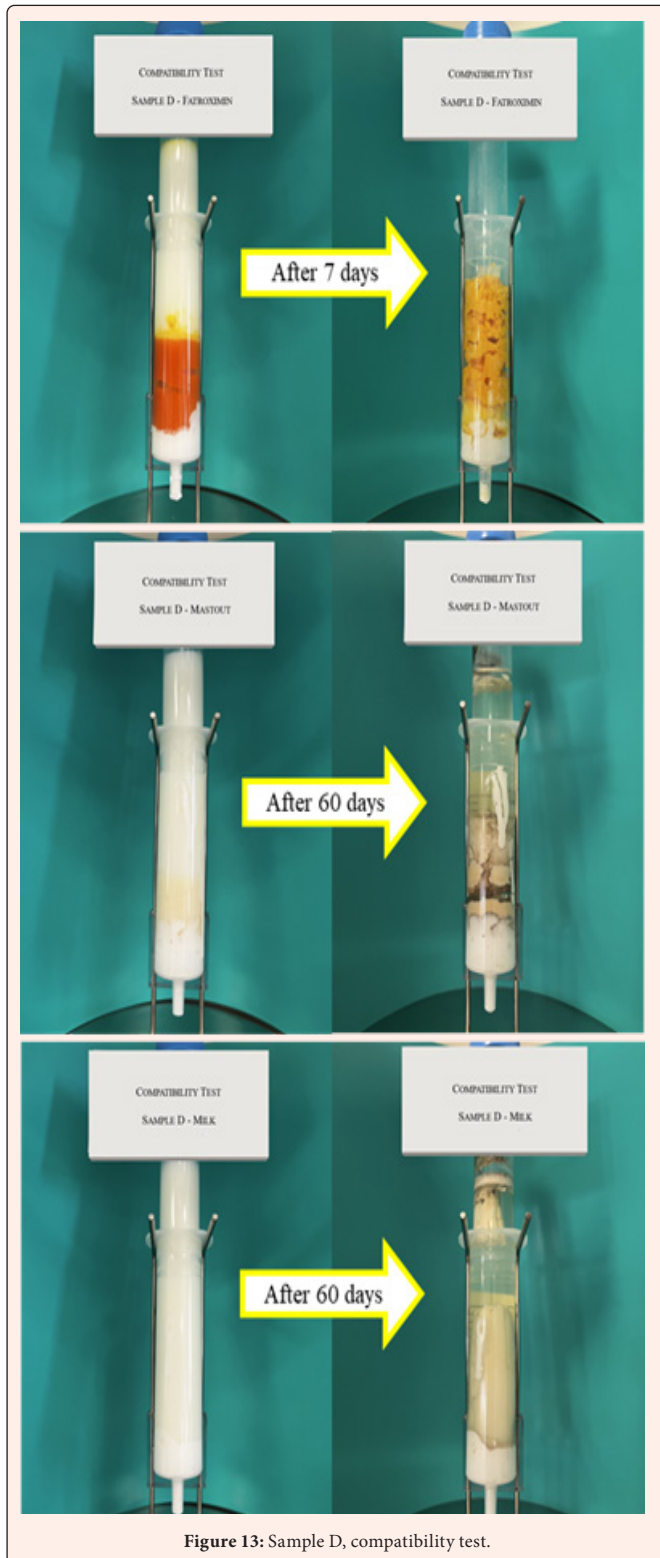 COMPATIBILITY TEST
SAMPLE D - FATROXIMIN
COMPATIBILITY TEST
SAMPLE D - FATROXIMIN
After 7 days
COMPATIBILITY TEST
SAMPLE D - MASTOUT
COMPATIBILITY TEST
SAMPLE D - MASTOUT
After 60 days
COMPATIBILITY TEST
SAMPLE D - MILK
COMPATIBILITY TEST
SAMPLE D - MILK
After 60 days
Figure 13: Sample D, compatibility test.